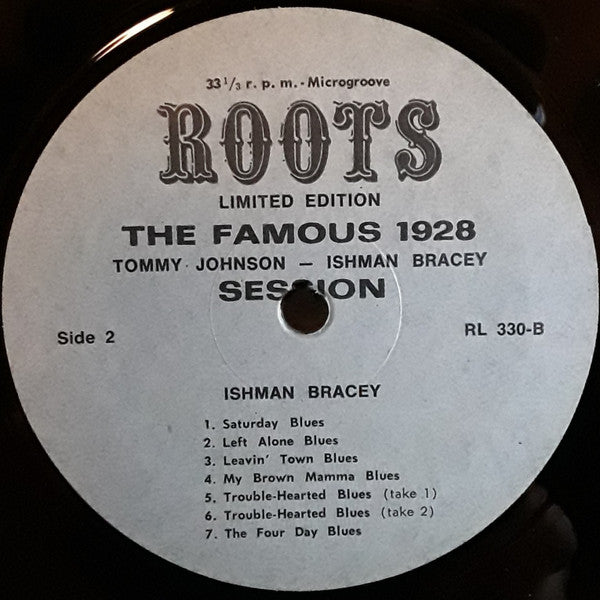 33 1/3 r. p. m. - Microgroove
ROOTS
LIMITED EDITION
THE FAMOUS 1928
TOMMY JOHNSON — ISHMAN BRACEY
SESSION
Side 2
RL 330-B
ISHMAN BRACEY
1. Saturday Blues
2. Left Alone Blues
3. Leavin' Town Blues
4. My Brown Mamma Blues
5. Trouble-Hearted Blues (take 1)
6. Trouble-Hearted Blues (take 2)
7. The Four Day Blues